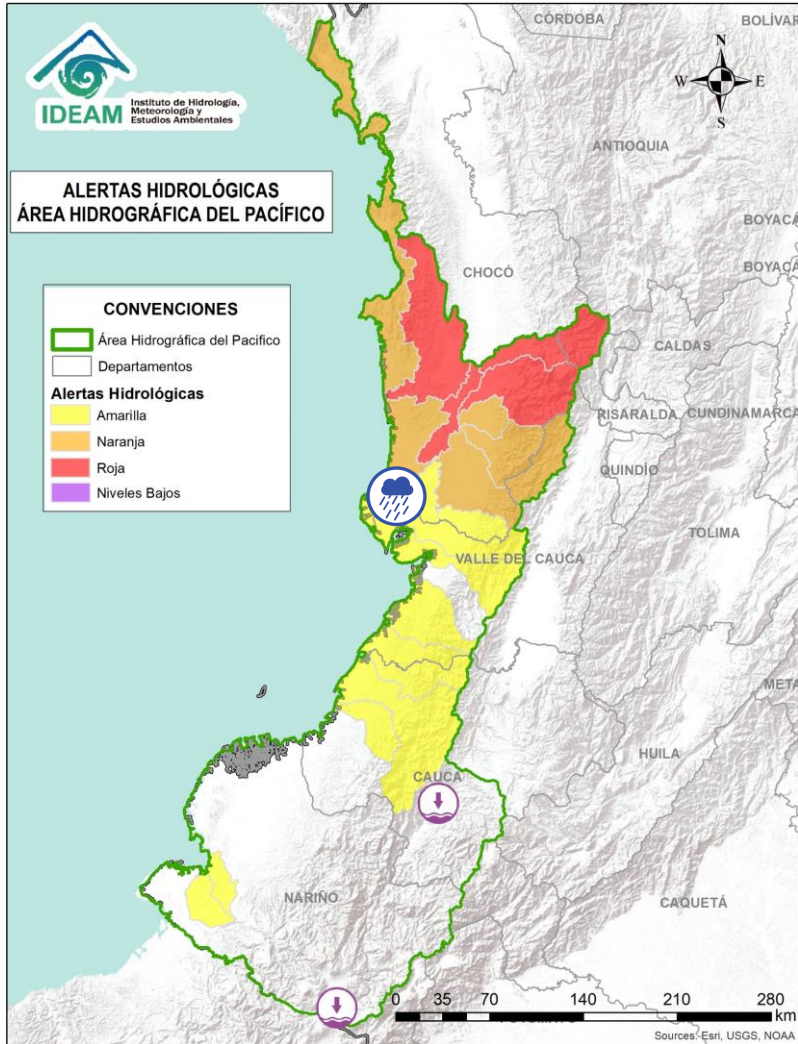 CÓRDOBA
BOLÍVAR
N
W
E
S
IDEAM
Instituto de Hidrología,
Meteorología y
Estudios Ambientales
ANTIOQUIA
ALERTAS HIDROLÓGICAS
ÁREA HIDROGRÁFICA DEL PACÍFICO
BOYACÁ
BOYACÁ
CHOCÓ
CONVENCIONES
Área Hidrográfica del Pacífico
Departamentos
Alertas Hidrológicas
Amarilla
Naranja
Roja
Niveles Bajos
CALDAS
RISARALDA
CUNDINAMARCA
QUINDÍO
TOLIMA
VALLE DEL CAUCA
META
HUILA
CAUCA
NARIÑO
CAQUETÁ
0 35 70 140 210 280
km
Sources: Esri, USGS, NOAA